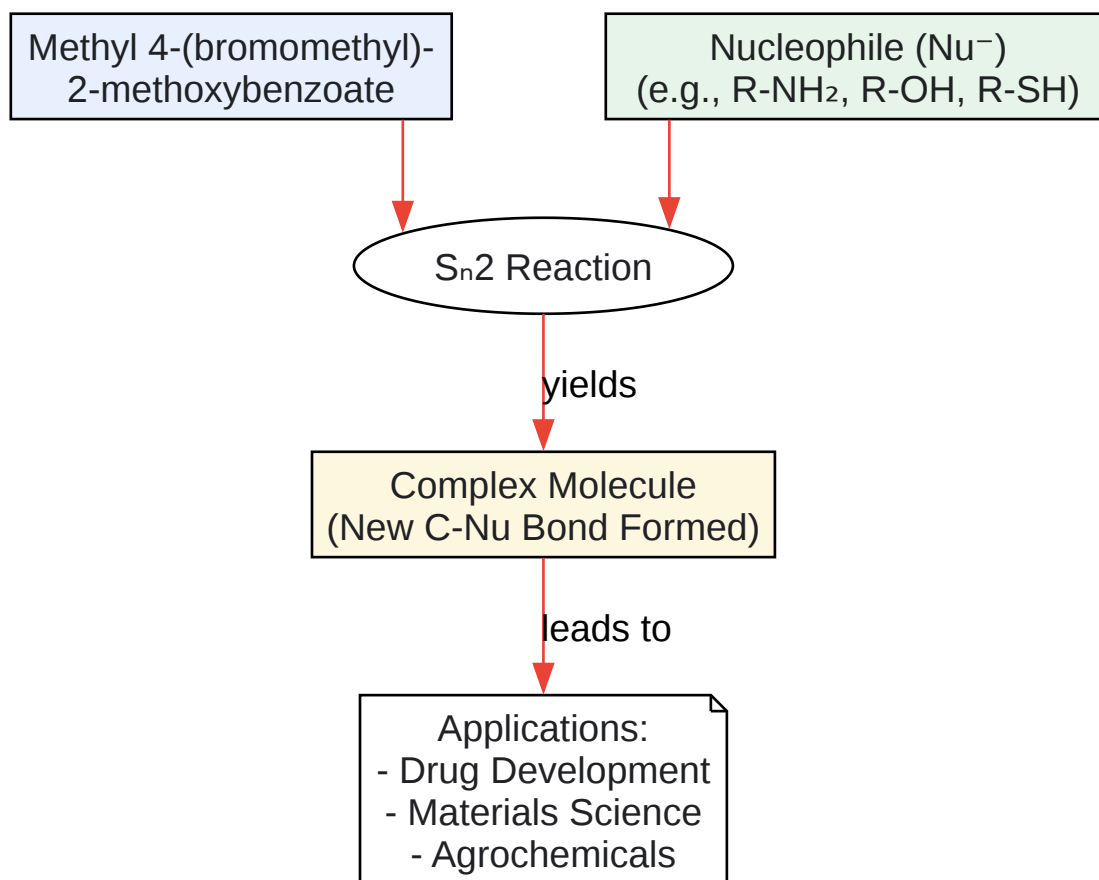 Methyl 4-(bromomethyl)-
2-methoxybenzoate
Nucleophile (Nu⁻)
(e.g., R-NH₂, R-OH, R-SH)
Sₙ2 Reaction
yields
Complex Molecule
(New C-Nu Bond Formed)
leads to
Applications:
- Drug Development
- Materials Science
- Agrochemicals